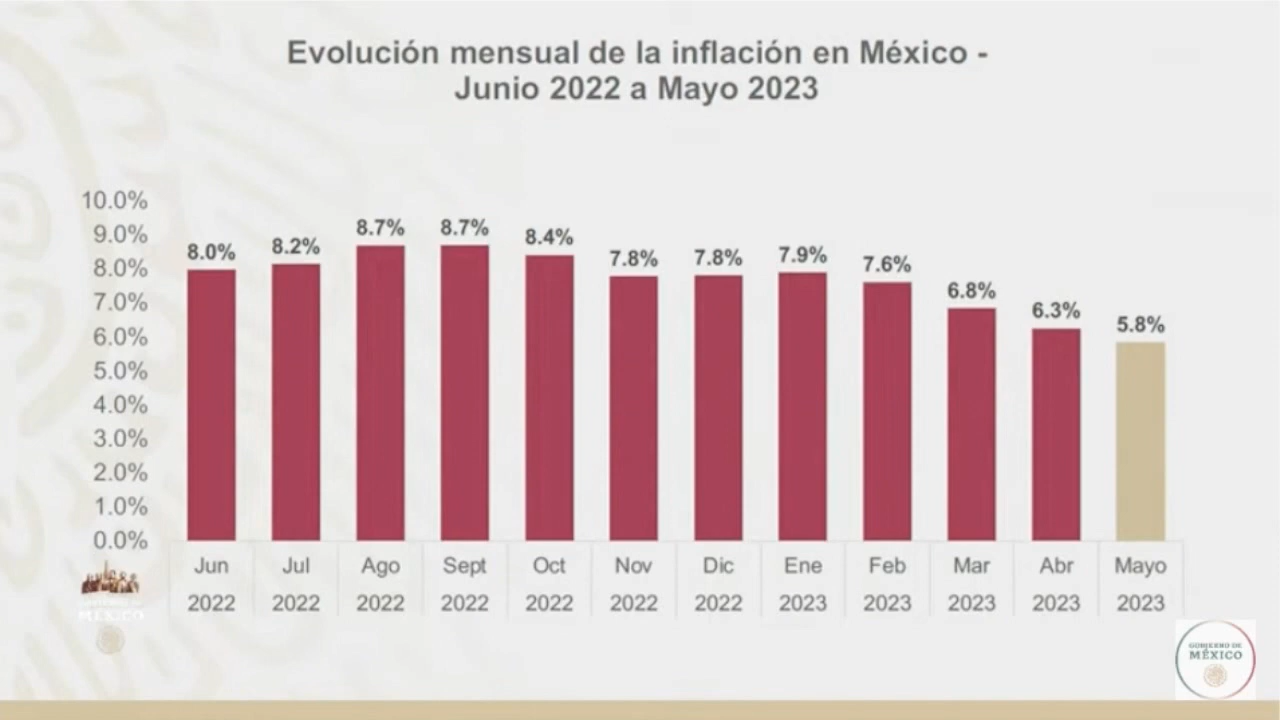 Evolución mensual de la inflación en México -
Junio 2022 a Mayo 2023
10.0%
9.0%
8.0%
7.0%
6.0%
5.0%
4.0%
3.0%
2.0%
1.0%
0.0%
8.0% 8.2% 8.7% 8.7% 8.4% 7.8% 7.8% 7.9% 7.6% 6.8% 6.3% 5.8%
Jun Jul Ago Sept Oct Nov Dic Ene Feb Mar Abr Mayo
2022 2022 2022 2022 2022 2022 2022 2023 2023 2023 2023 2023
MÉXICO
GOBIERNO DE
MÉXICO